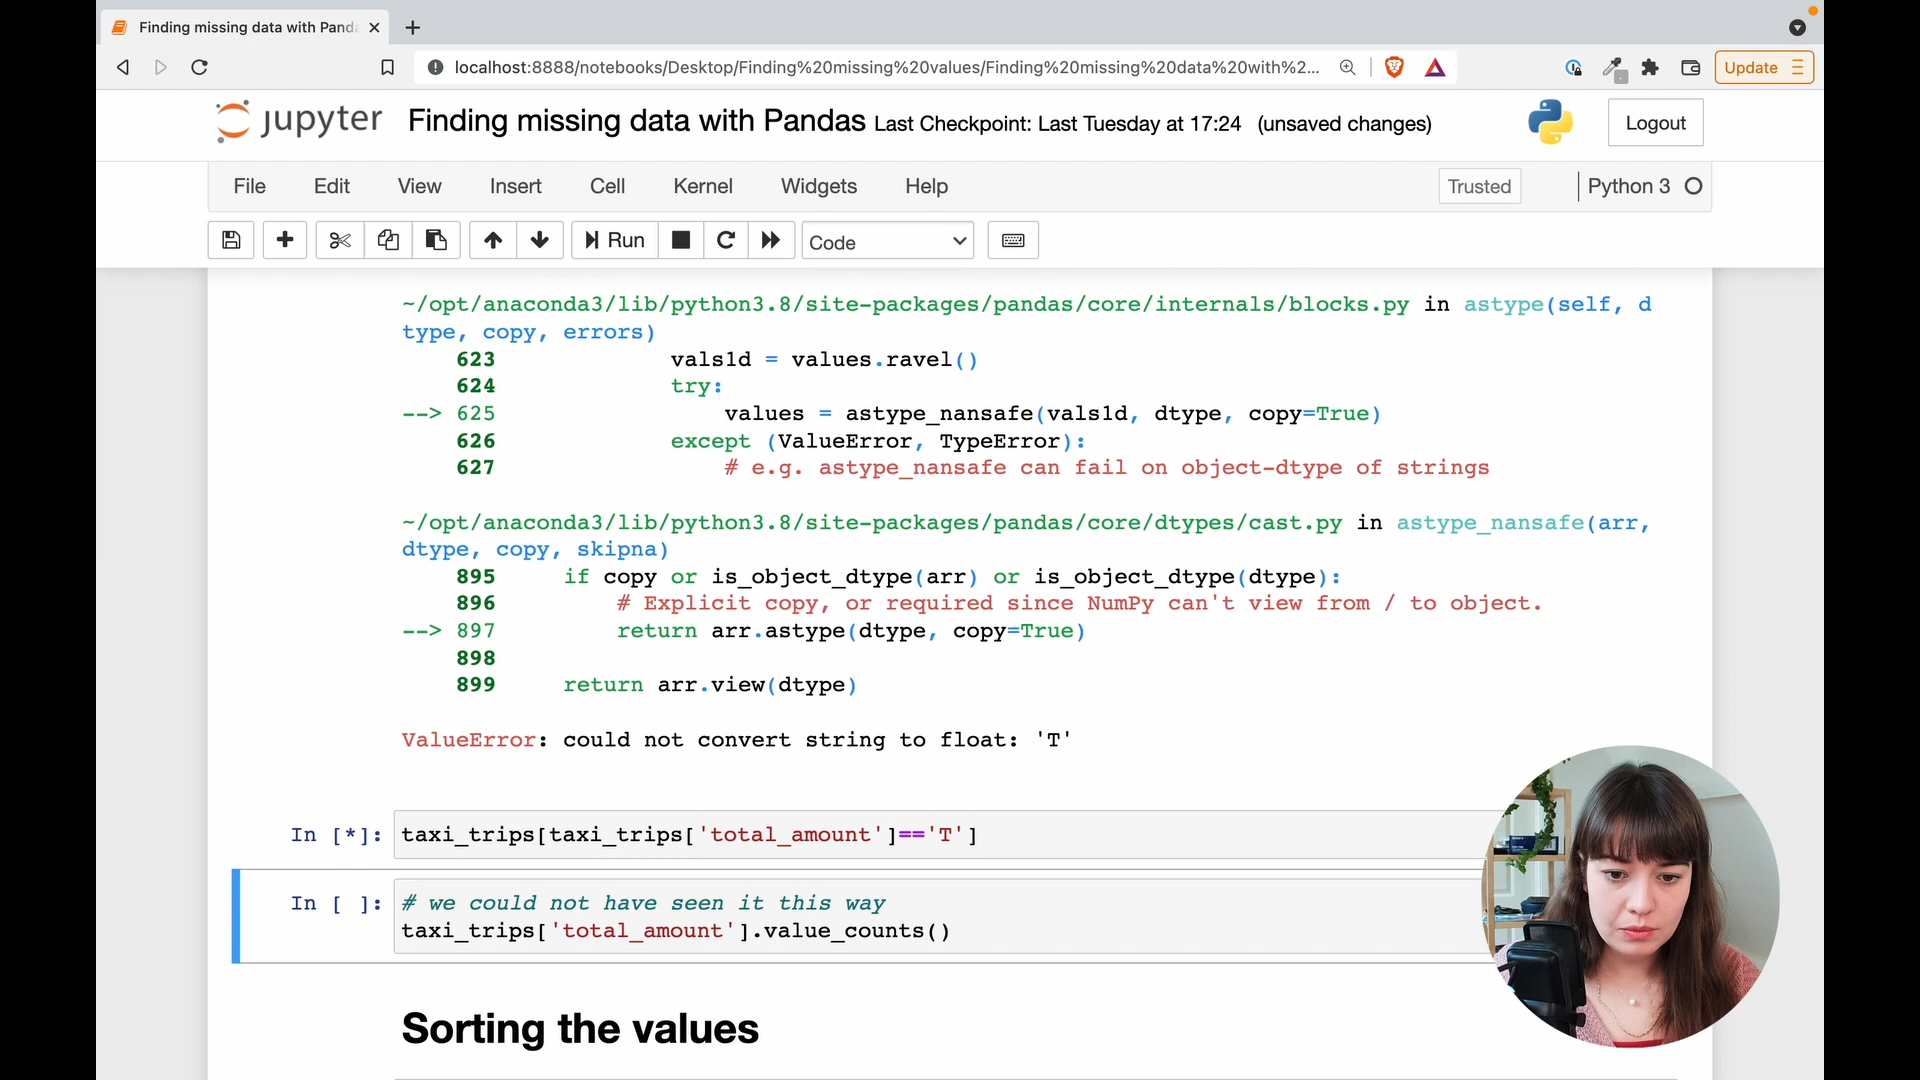 Finding missing data with Panda
localhost:8888/notebooks/Desktop/Finding%20missing%20values/Finding%20missing%20data%20with%2...
Update
jupyter Finding missing data with Pandas Last Checkpoint: Last Tuesday at 17:24 (unsaved changes)
Logout
File Edit View Insert Cell Kernel Widgets Help
Trusted
Python 3
Run
Code
~/opt/anaconda3/lib/python3.8/site-packages/pandas/core/internals/blocks.py in astype(self, d
type, copy, errors)
623 vals1d = values.ravel()
624 try:
--> 625 values = astype_nansafe(vals1d, dtype, copy=True)
626 except (ValueError, TypeError):
627 # e.g. astype_nansafe can fail on object-dtype of strings
~/opt/anaconda3/lib/python3.8/site-packages/pandas/core/dtypes/cast.py in astype_nansafe(arr,
dtype, copy, skipna)
895 if copy or is_object_dtype(arr) or is_object_dtype(dtype):
896 # Explicit copy, or required since NumPy can't view from / to object.
--> 897 return arr.astype(dtype, copy=True)
898
899 return arr.view(dtype)
ValueError: could not convert string to float: 'T'
In [*]: taxi_trips[taxi_trips['total_amount']=='T']
In [ ]: # we could not have seen it this way
taxi_trips['total_amount'].value_counts()
Sorting the values